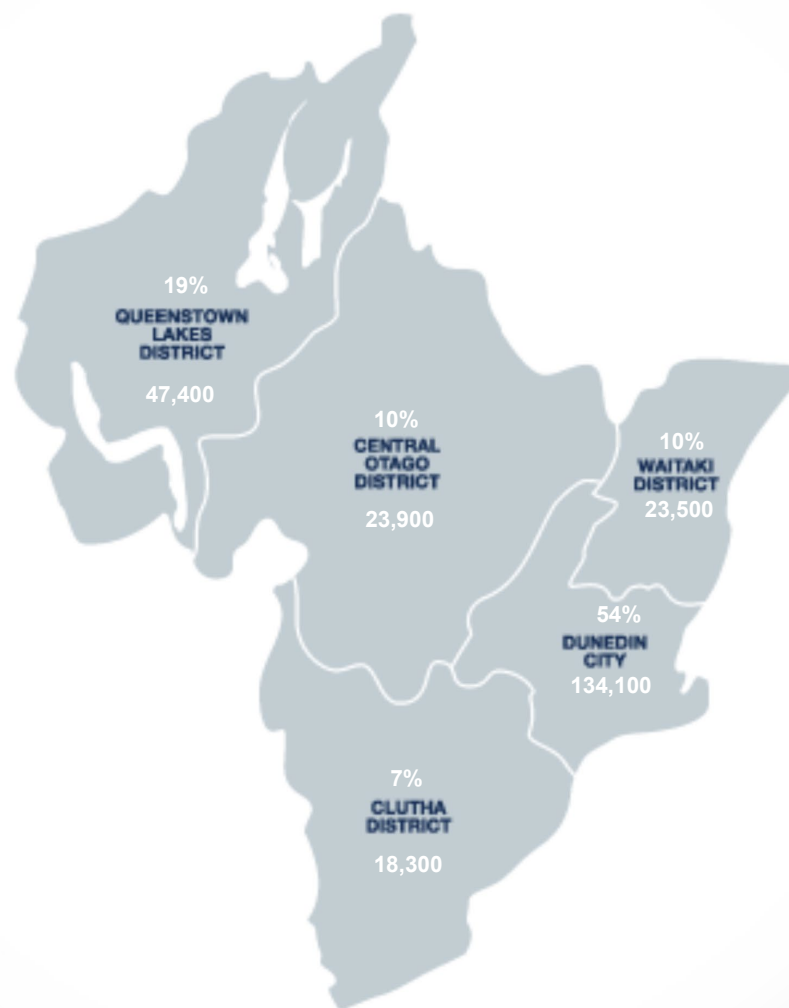 19%
QUEENSTOWN
LAKES
DISTRICT
47,400
10%
CENTRAL
OTAGO
DISTRICT
23,900
10%
WAITAKI
DISTRICT
23,500
54%
DUNEDIN
CITY
134,100
7%
CLUTHA
DISTRICT
18,300